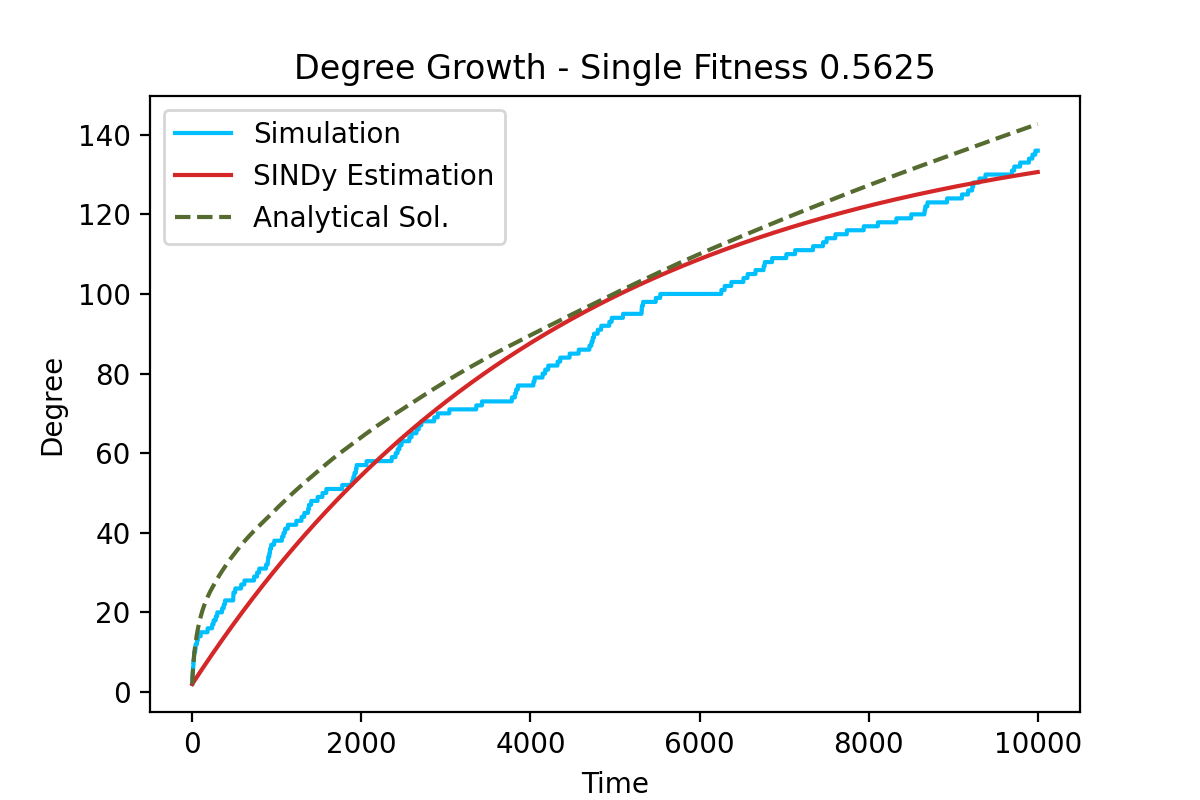 Degree Growth - Single Fitness 0.5625
Simulation
SINDy Estimation
Analytical Sol.
140
120
100
80
60
40
20
0
Degree
0 2000 4000 6000 8000 10000
Time